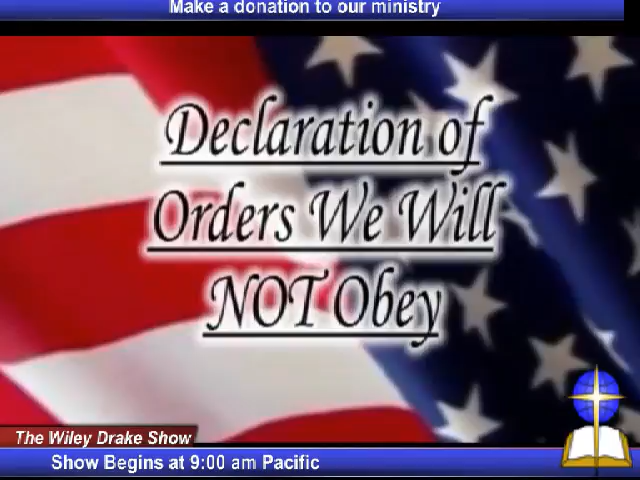 Make a donation to our ministry
Declaration of
Orders We Will
NOT Obey
The Wiley Drake Show
Show Begins at 9:00 am Pacific